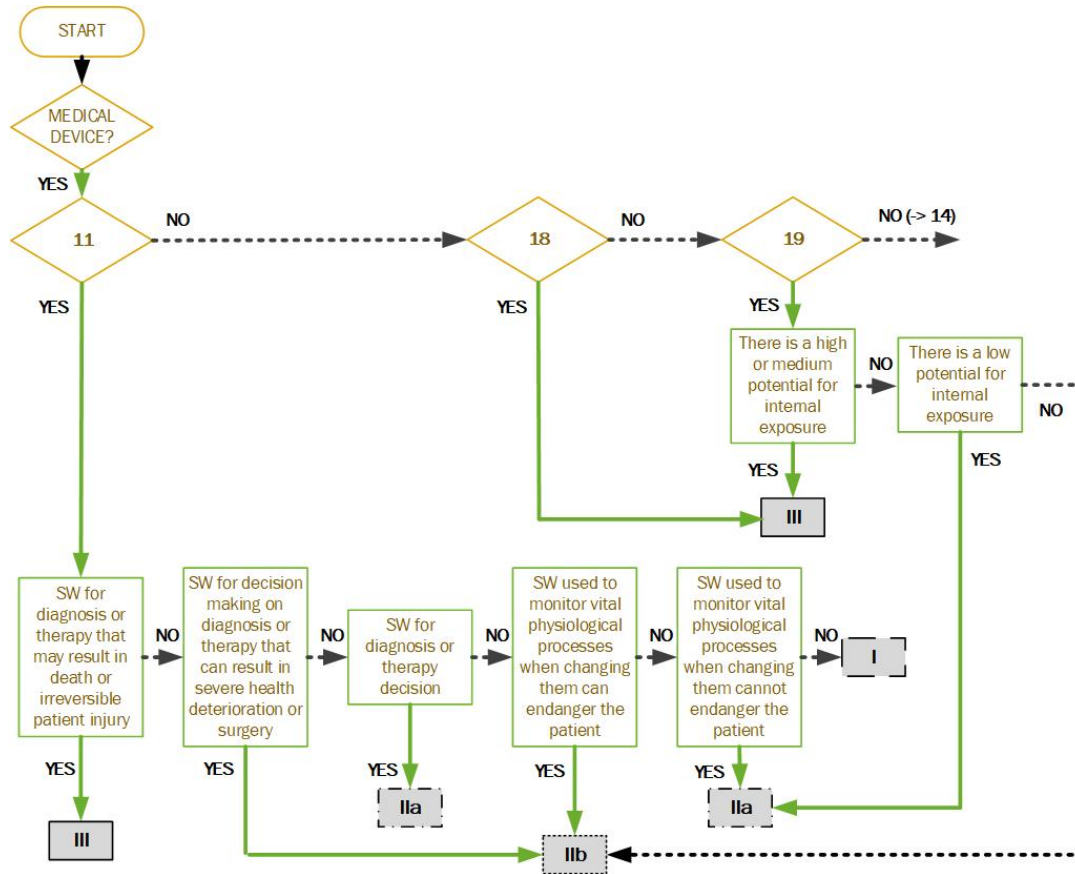 START
MEDICAL
DEVICE?
YES
11
NO
18
NO
19
NO (-> 14)
YES
YES
YES
There is a high
or medium
potential for
internal
exposure
NO
There is a low
potential for
internal
exposure
NO
YES
YES
III
SW for
diagnosis or
therapy that
may result in
death or
irreversible
patient injury
NO
SW for decision
making on
diagnosis or
therapy that
can result in
severe health
deterioration or
surgery
NO
SW for
diagnosis or
therapy
decision
NO
SW used to
monitor vital
physiological
processes
when changing
them can
endanger the
patient
NO
SW used to
monitor vital
physiological
processes
when changing
them cannot
endanger the
patient
NO
I
YES
YES
YES
YES
YES
III
IIa
IIb
IIa